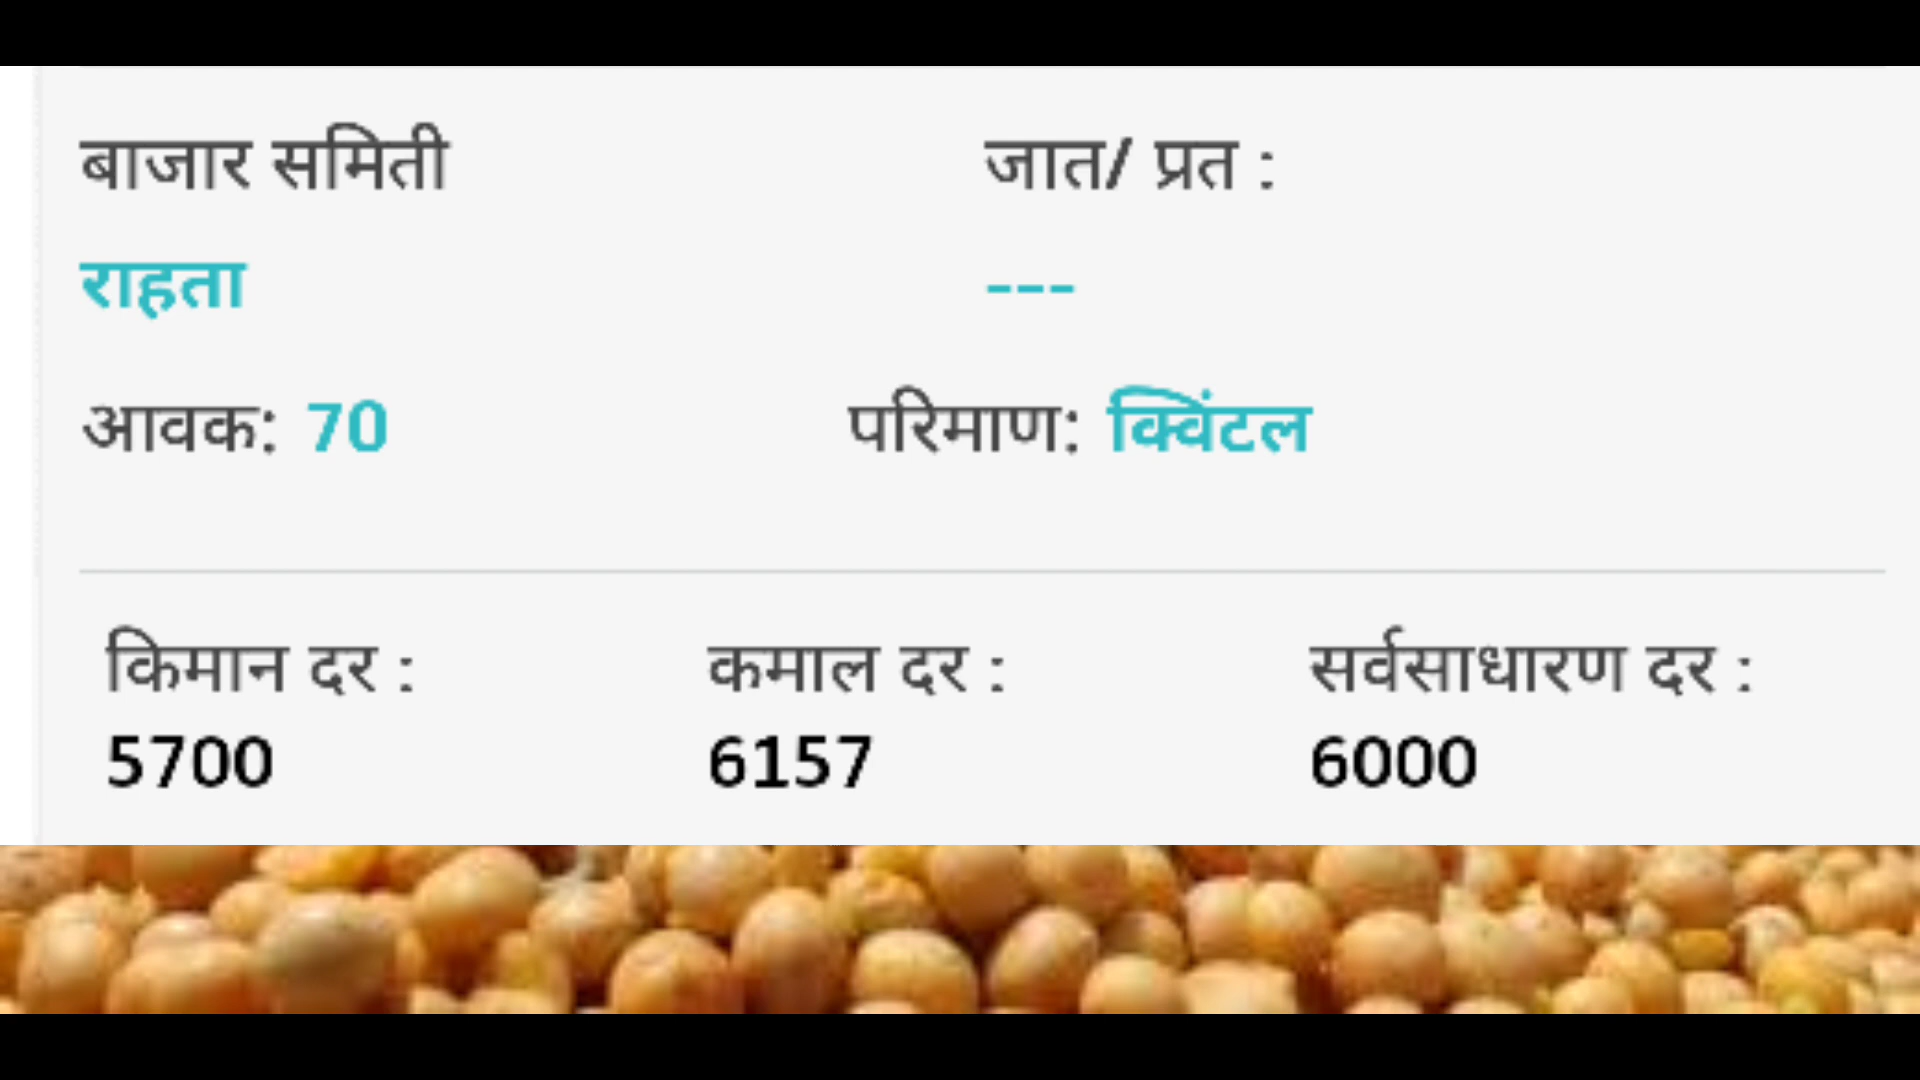 बाजार समिती जात/ प्रत :
राहता ---
आवक: 70 परिमाण: क्विंटल
किमान दर : कमाल दर : सर्वसाधारण दर :
5700 6157 6000